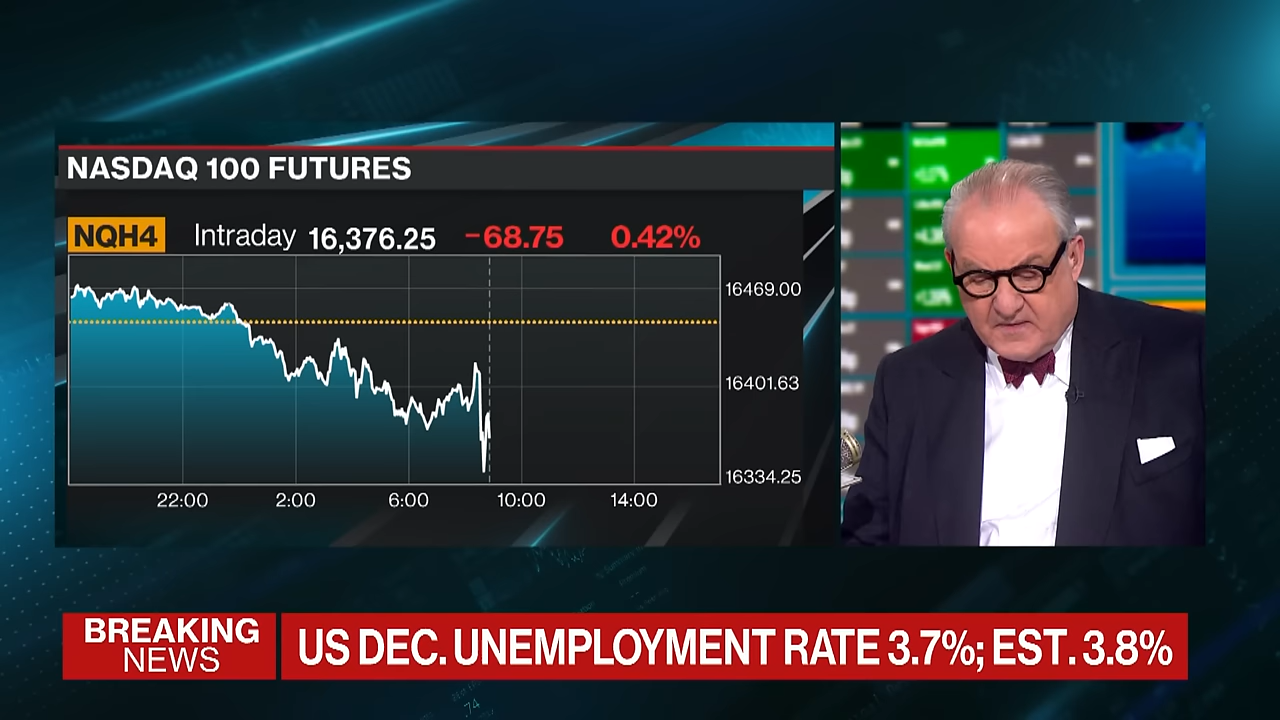 NASDAQ 100 FUTURES
NQH4 Intraday 16,376.25 −68.75 0.42%
16469.00
16401.63
16334.25
22:00 2:00 6:00 10:00 14:00
BREAKING NEWS
US DEC. UNEMPLOYMENT RATE 3.7%; EST. 3.8%